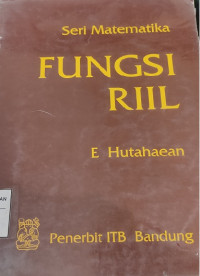 Seri Matematika
FUNGSI
RIIL
E Hutahaean
Penerbit ITB Bandung